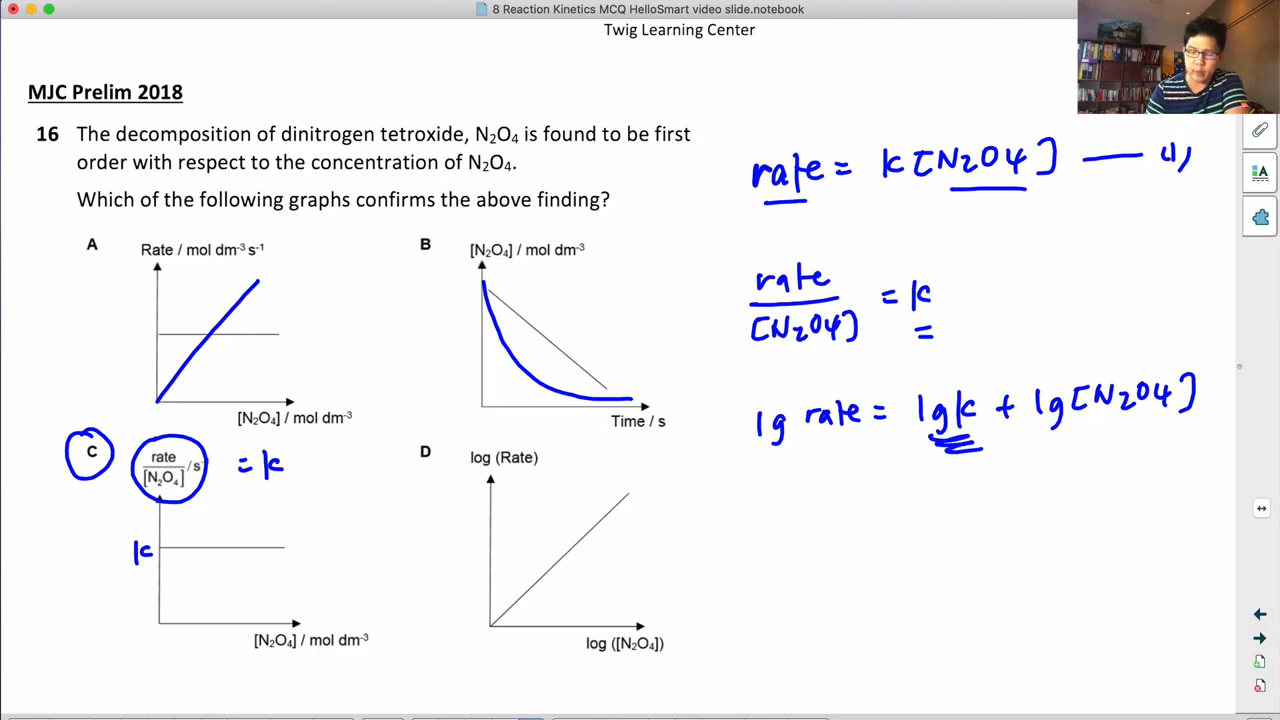 8 Reaction Kinetics MCQ HelloSmart video slide.notebook
Twig Learning Center
MJC Prelim 2018
16 The decomposition of dinitrogen tetroxide, N₂O₄ is found to be first
order with respect to the concentration of N₂O₄.
Which of the following graphs confirms the above finding?
A
Rate / mol dm⁻³ s⁻¹
[N₂O₄] / mol dm⁻³
B
[N₂O₄] / mol dm⁻³
Time / s
C
rate
[N₂O₄] / s
= k
k
[N₂O₄] / mol dm⁻³
D
log (Rate)
log ([N₂O₄])
rate = k[N2O4] — (1)
rate
[N2O4] = k
lg rate = lgk + lg[N2O4]